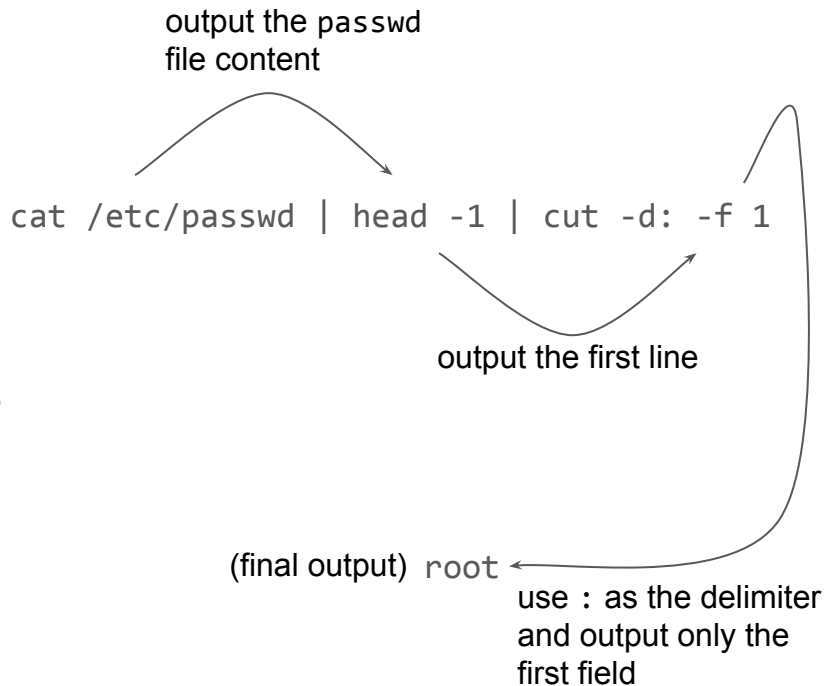 output the passwd
file content
cat /etc/passwd | head -1 | cut -d: -f 1
output the first line
(final output) root
use : as the delimiter
and output only the
first field